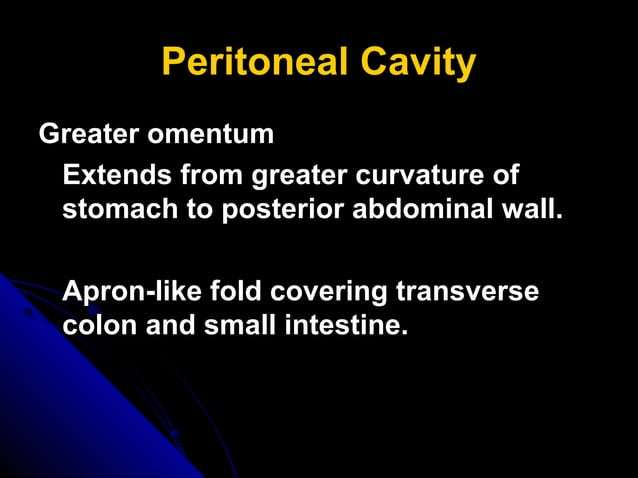 Peritoneal Cavity
Greater omentum
Extends from greater curvature of
stomach to posterior abdominal wall.
Apron-like fold covering transverse
colon and small intestine.